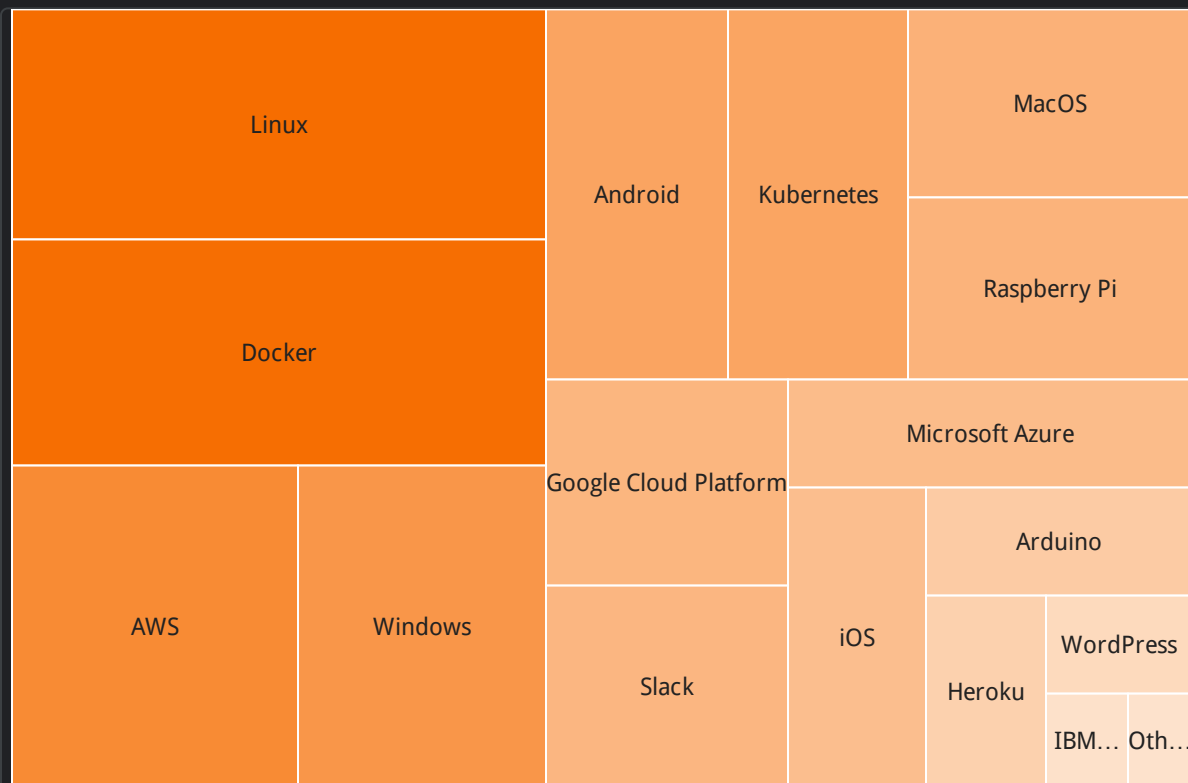 Linux
Docker
AWS
Windows
Android
Kubernetes
MacOS
Raspberry Pi
Google Cloud Platform
Slack
Microsoft Azure
iOS
Arduino
Heroku
WordPress
IBM…
Oth…